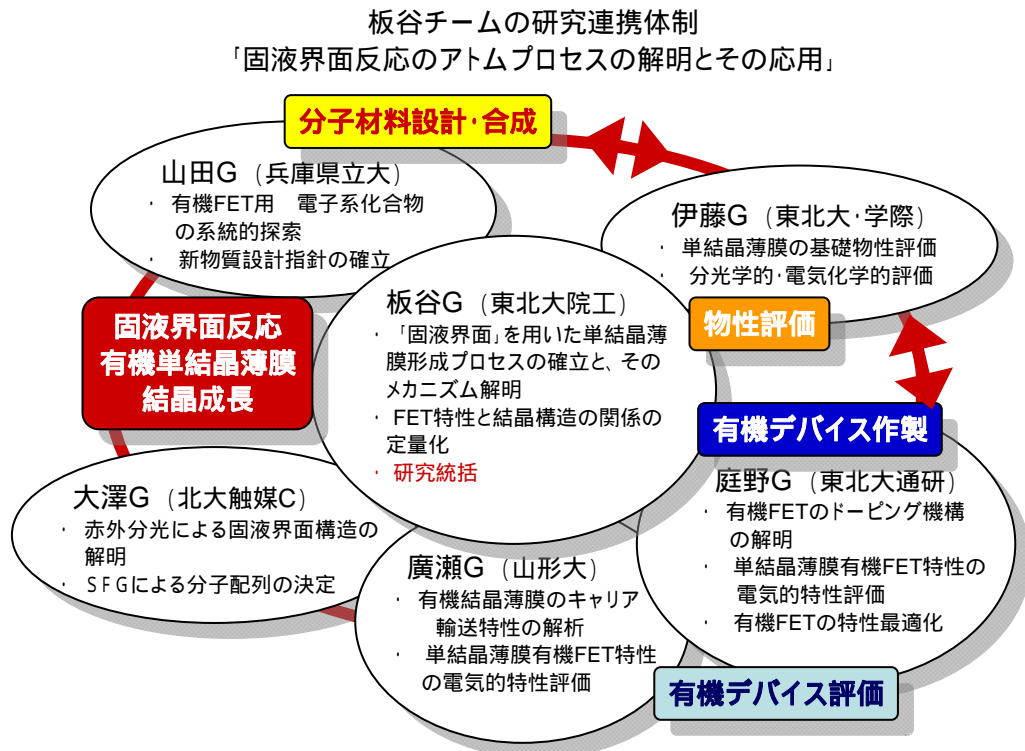 板谷チームの研究連携体制
「固液界面反応のアトムプロセスの解明とその応用」
分子材料設計・合成
山田G（兵庫県立大）
・ 有機FET用　電子系化合物
の系統的探索
・ 新物質設計指針の確立
伊藤G（東北大・学際）
・ 単結晶薄膜の基礎物性評価
・ 分光学的・電気化学的評価
物性評価
固液界面反応
有機単結晶薄膜
結晶成長
板谷G（東北大院工）
・ 「固液界面」を用いた単結晶薄
膜形成プロセスの確立と、その
メカニズム解明
・ FET特性と結晶構造の関係の
定量化
・ 研究統括
有機デバイス作製
庭野G（東北大通研）
・ 有機FETのドーピング機構
の解明
・ 単結晶薄膜有機FET特性の
電気的特性評価
・ 有機FETの特性最適化
大澤G（北大触媒C）
・ 赤外分光による固液界面構造の
解明
・ SFGによる分子配列の決定
廣瀬G（山形大）
・ 有機結晶薄膜のキャリア
輸送特性の解析
・ 単結晶薄膜有機FET特性
の電気的特性評価
有機デバイス評価